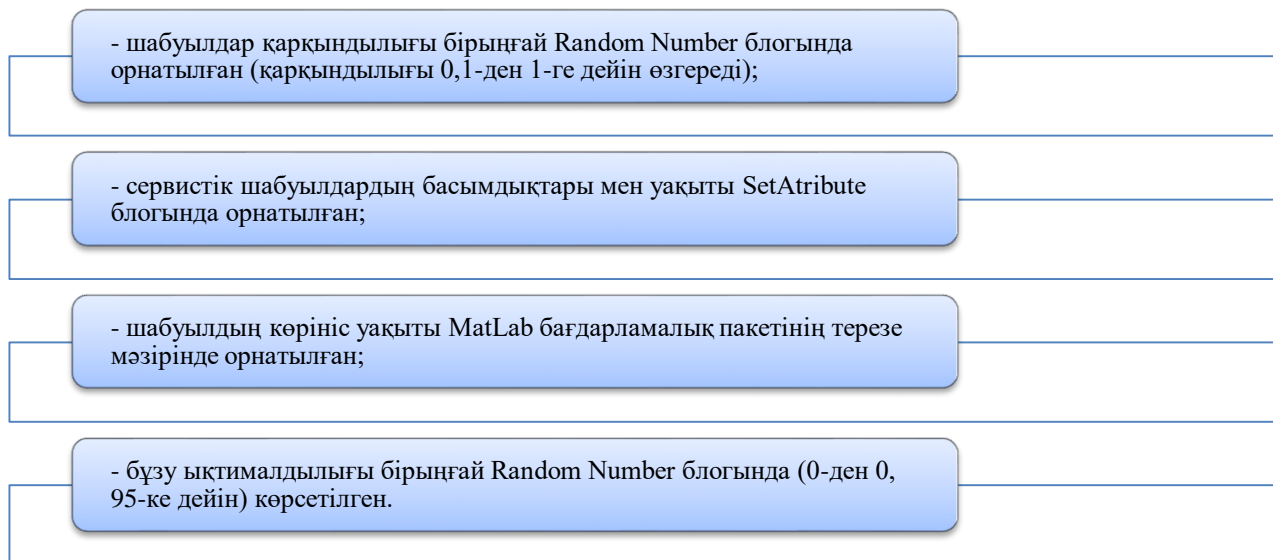 - шабуылдар қарқындылығы бірыңғай Random Number блогында
орнатылған (қарқындылығы 0,1-ден 1-ге дейін өзгереді);
- сервистік шабуылдардың басымдықтары мен уақыты SetAtribute
блогында орнатылған;
- шабуылдың көрініс уақыты MatLab бағдарламалық пакетінің терезе
мәзірінде орнатылған;
- бұзу ықтималдылығы бірыңғай Random Number блогында (0-ден 0,
95-ке дейін) көрсетілген.